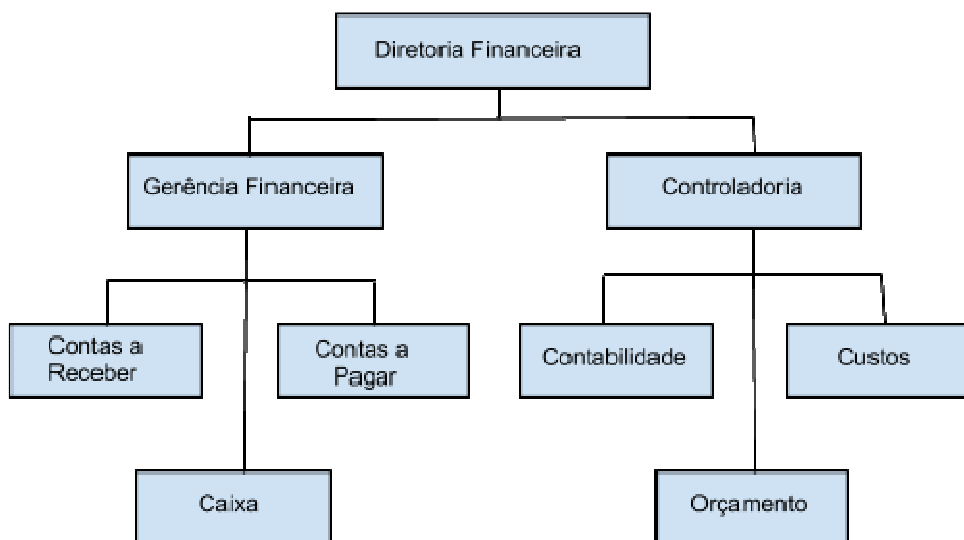 Diretoria Financeira
Gerência Financeira
Controladoria
Contas a
Receber
Contas a
Pagar
Contabilidade
Custos
Caixa
Orçamento